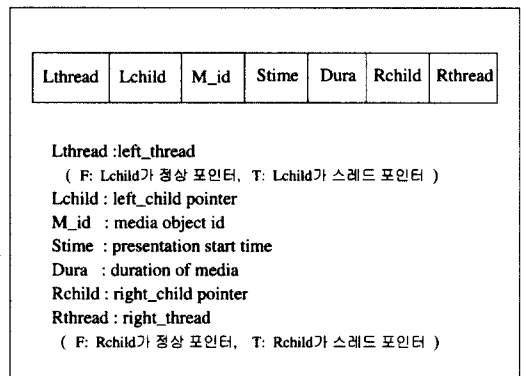 Lthread Lchild M_id Stime Dura Rchild Rthread
Lthread :left_thread
( F: Lchild가 정상 포인터, T: Lchild가 스레드 포인터 )
Lchild : left_child pointer
M_id : media object id
Stime : presentation start time
Dura : duration of media
Rchild : right_child pointer
Rthread : right_thread
( F: Rchild가 정상 포인터, T: Rchild가 스레드 포인터 )